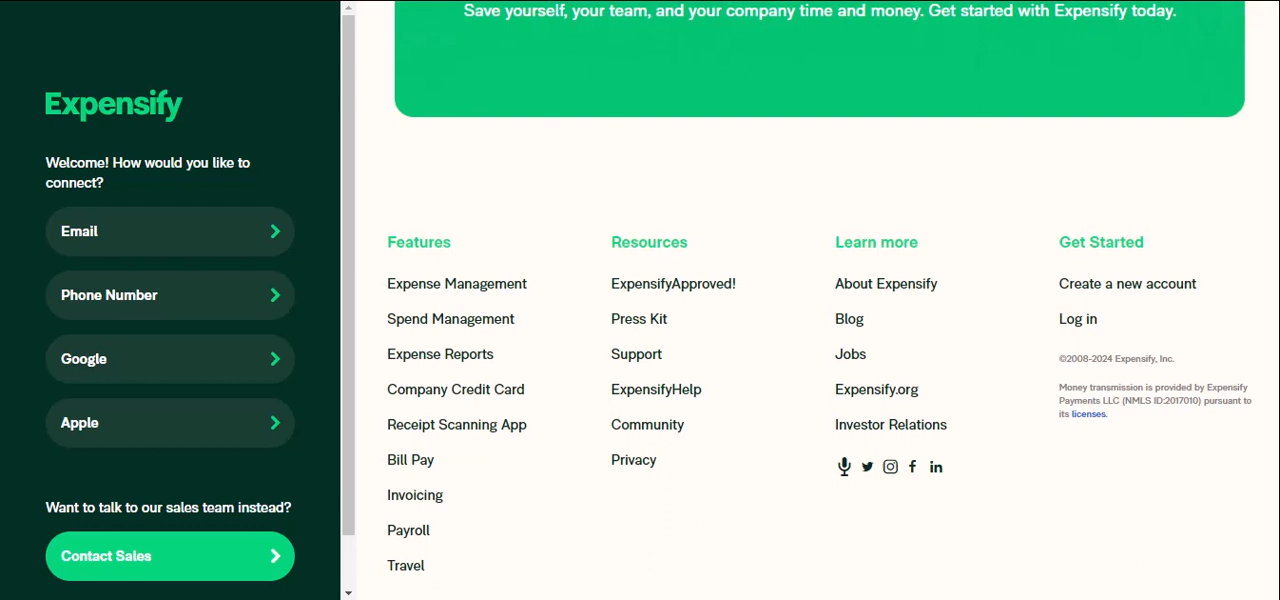 Save yourself, your team, and your company time and money. Get started with Expensify today.
Expensify
Welcome! How would you like to
connect?
Email
Phone Number
Google
Apple
Want to talk to our sales team instead?
Contact Sales
Features
Expense Management
Spend Management
Expense Reports
Company Credit Card
Receipt Scanning App
Bill Pay
Invoicing
Payroll
Travel
Resources
ExpensifyApproved!
Press Kit
Support
ExpensifyHelp
Community
Privacy
Learn more
About Expensify
Blog
Jobs
Expensify.org
Investor Relations
Get Started
Create a new account
Log in
©2008-2024 Expensify, Inc.
Money transmission is provided by Expensify
Payments LLC (NMLS ID:2017010) pursuant to
its licenses.